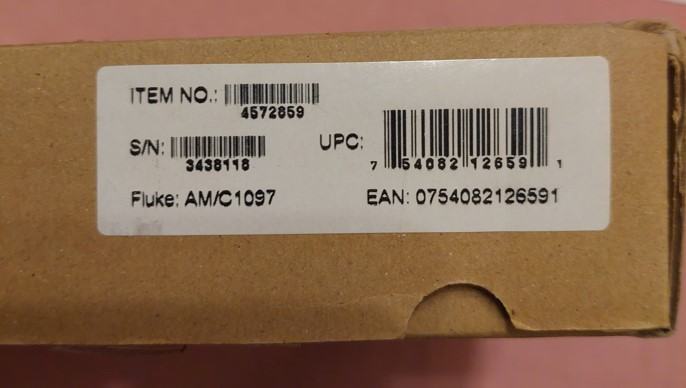 ITEM NO.:
4572859
S/N:
3438118
UPC:
7 54082 12659 1
Fluke: AM/C1097
EAN: 0754082126591